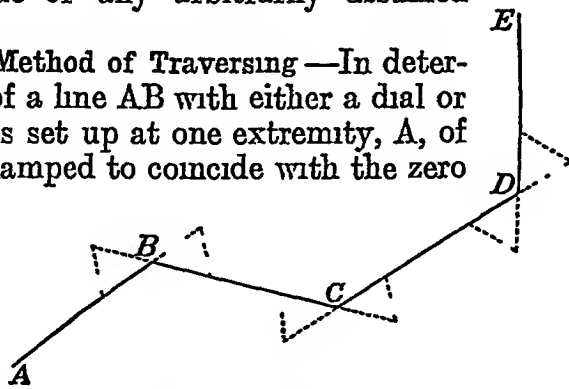 Method of Traversing—In deter-
of a line AB with either a dial or
s set up at one extremity, A, of
amped to coincide with the zero
E
D
B
C
A